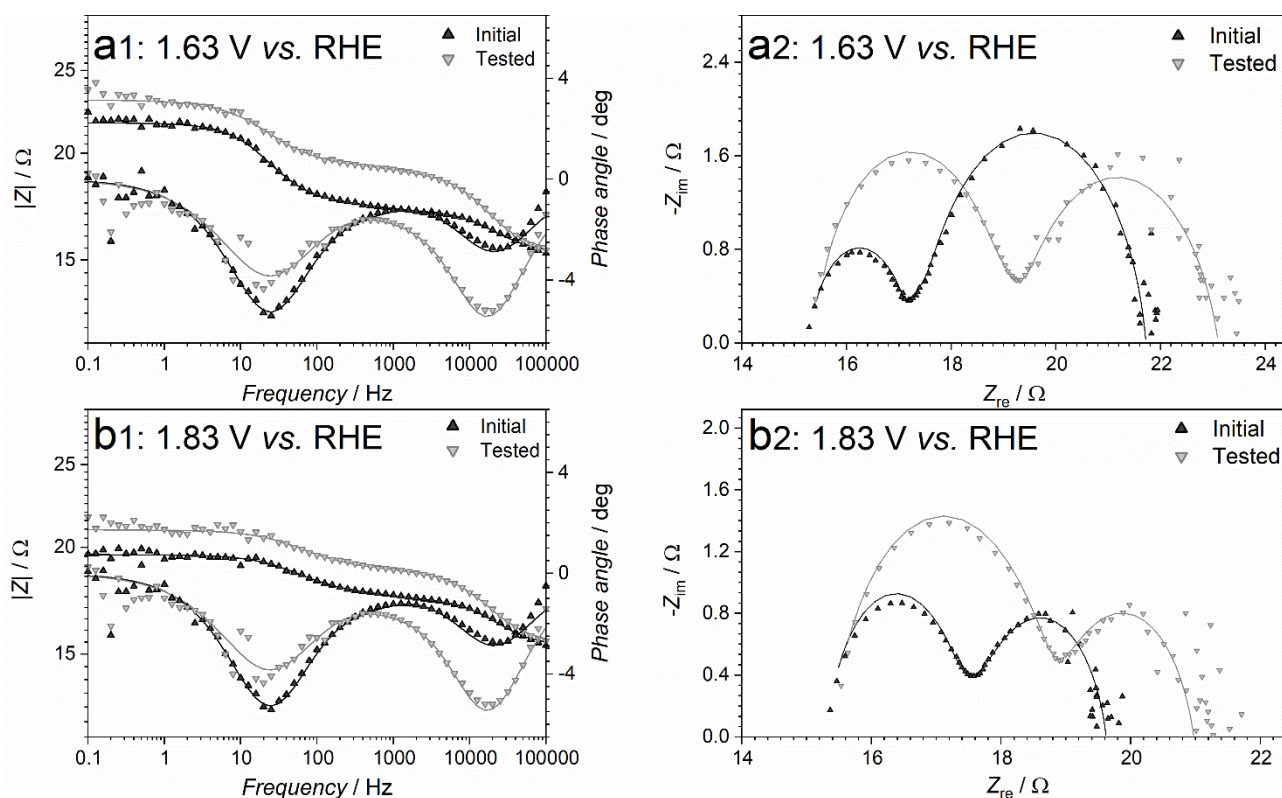 a1: 1.63 V vs. RHE
Initial
Tested
25
20
15
|Z| / Ω
4
0
-4
Phase angle / deg
0.1 1 10 100 1000 10000 100000
Frequency / Hz
a2: 1.63 V vs. RHE
Initial
Tested
2.4
1.6
0.8
0.0
-Zim / Ω
14 16 18 20 22 24
Zre / Ω
b1: 1.83 V vs. RHE
Initial
Tested
25
20
15
|Z| / Ω
4
0
-4
Phase angle / deg
0.1 1 10 100 1000 10000 100000
Frequency / Hz
b2: 1.83 V vs. RHE
Initial
Tested
2.0
1.6
1.2
0.8
0.4
0.0
-Zim / Ω
14 16 18 20 22
Zre / Ω